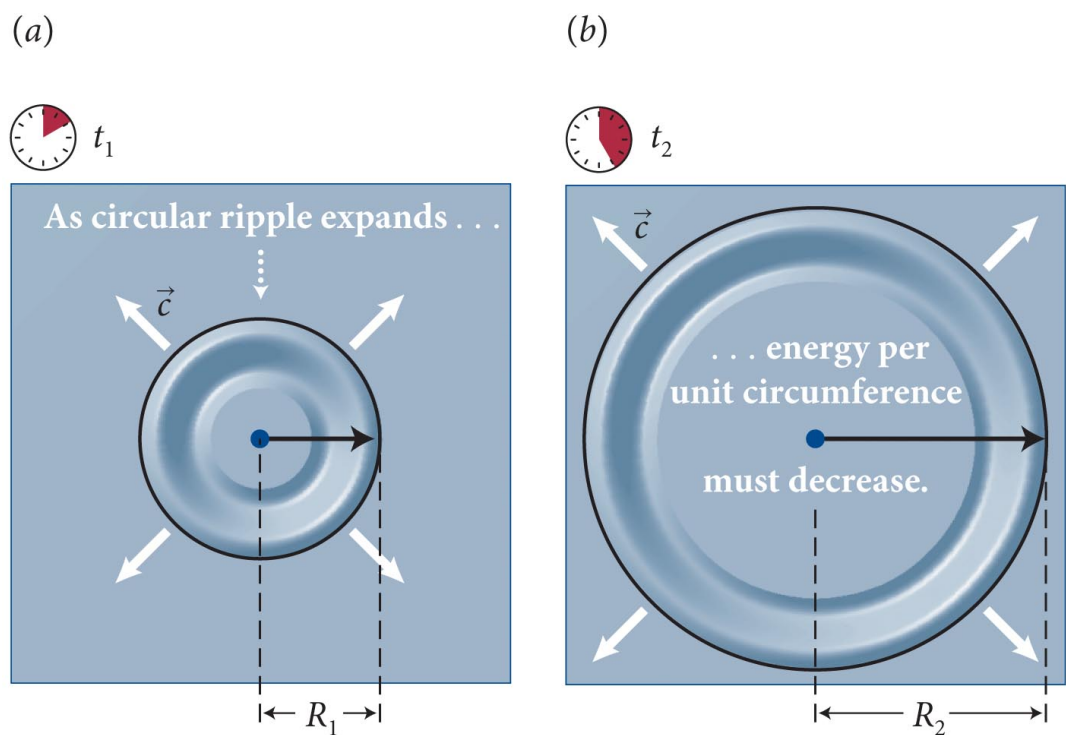 (a)
t₁
As circular ripple expands . . .
c⃗
R₁
(b)
t₂
c⃗
. . . energy per
unit circumference
must decrease.
R₂